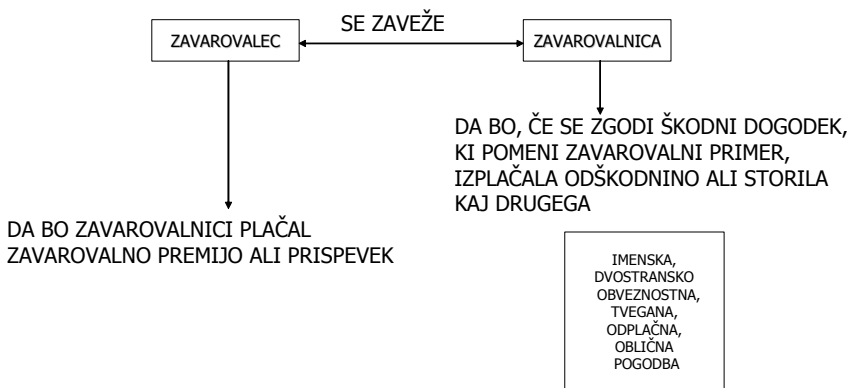 SE ZAVEŽE
ZAVAROVALEC
ZAVAROVALNICA
DA BO, ČE SE ZGODI ŠKODNI DOGODEK,
KI POMENI ZAVAROVALNI PRIMER,
IZPLAČALA ODŠKODNINO ALI STORILA
KAJ DRUGEGA
DA BO ZAVAROVALNICI PLAČAL
ZAVAROVALNO PREMIJO ALI PRISPEVEK
IMENSKA,
DVOSTRANSKO
OBVEZNOSTNA,
TVEGANA,
ODPLAČNA,
OBLIČNA
POGODBA